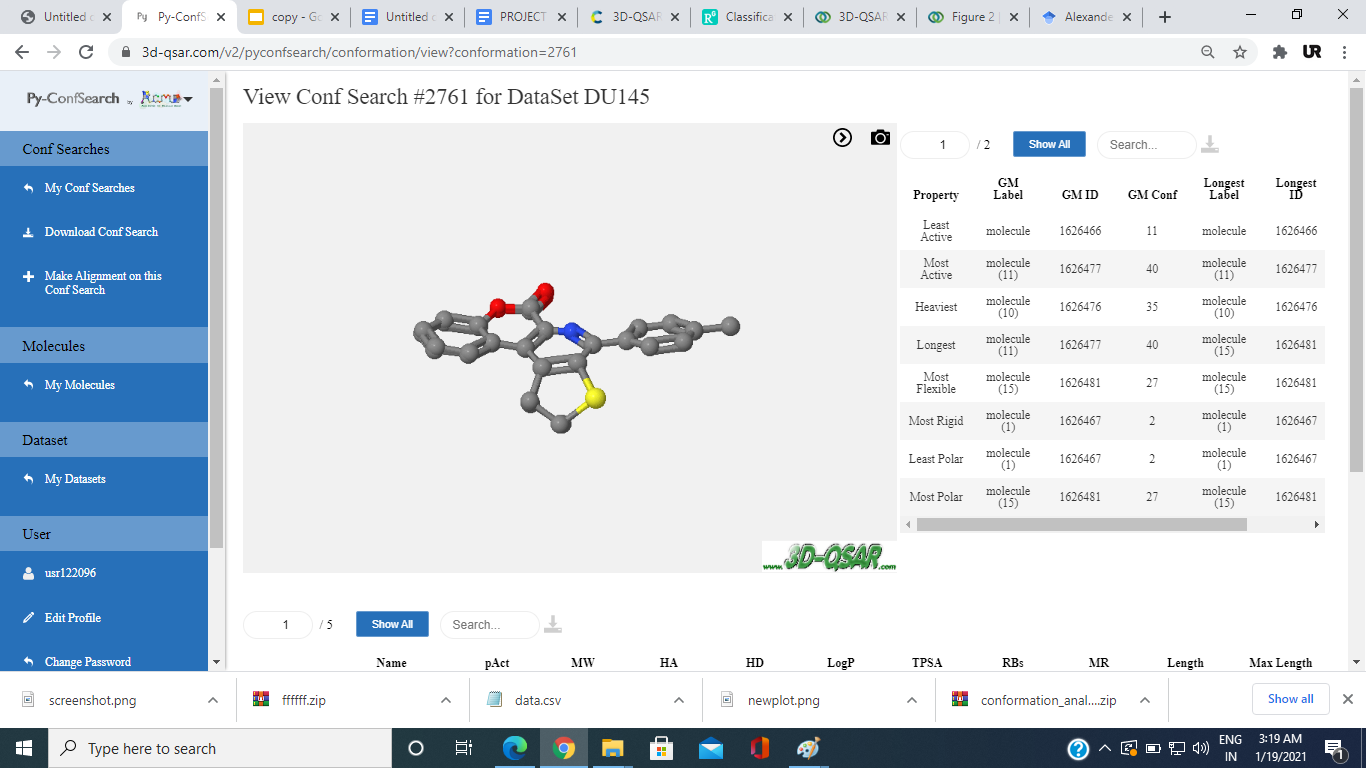 Untitled
Py-ConfS
copy - Go
Untitled
PROJECT
3D-QSAR
Classifica
3D-QSAR
Figure 2 |
Alexande
3d-qsar.com/v2/pyconfsearch/conformation/view?conformation=2761
UR
Py-ConfSearch by
Conf Searches
My Conf Searches
Download Conf Search
Make Alignment on this
Conf Search
Molecules
My Molecules
Dataset
My Datasets
User
usr122096
Edit Profile
Change Password
View Conf Search #2761 for DataSet DU145
www.3D-QSAR.com
1 / 2 Show All Search...
Property GM Label GM ID GM Conf Longest Label Longest ID
Least Active molecule 1626466 11 molecule 1626466
Most Active molecule (11) 1626477 40 molecule (11) 1626477
Heaviest molecule (10) 1626476 35 molecule (10) 1626476
Longest molecule (11) 1626477 40 molecule (15) 1626481
Most Flexible molecule (15) 1626481 27 molecule (15) 1626481
Most Rigid molecule (1) 1626467 2 molecule (1) 1626467
Least Polar molecule (1) 1626467 2 molecule (1) 1626467
Most Polar molecule (15) 1626481 27 molecule (15) 1626481
1 / 5 Show All Search...
Name pAct MW HA HD LogP TPSA RBs MR Length Max Length
screenshot.png
ffffff.zip
data.csv
newplot.png
conformation_anal....zip
Show all
Type here to search
ENG
IN
3:19 AM
1/19/2021
1